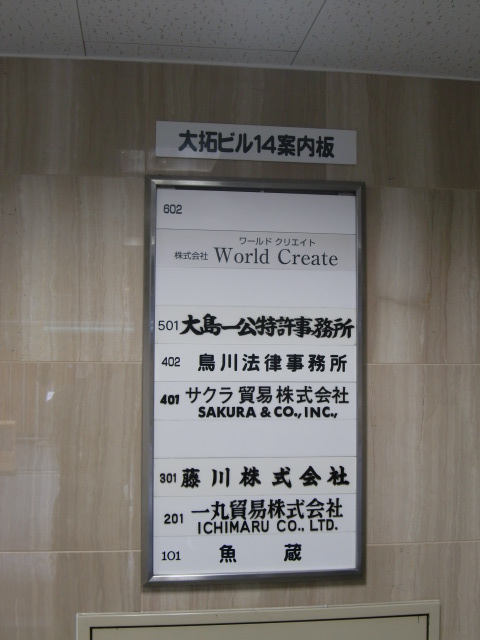 大拓ビル14案内板
602
ワールド クリエイト
株式会社 World Create
501 大島一公特許事務所
402 鳥川法律事務所
401 サクラ貿易株式会社
SAKURA & CO., INC.,
301 藤川株式会社
201 一丸貿易株式会社
ICHIMARU CO., LTD.
101 魚蔵